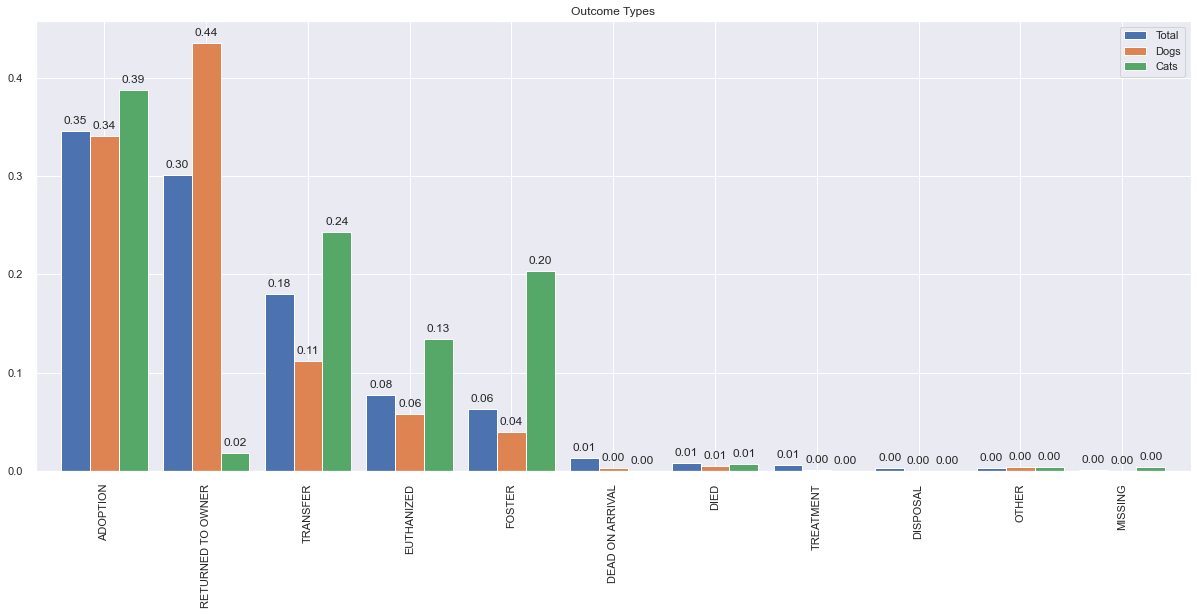 Outcome Types
Total
Dogs
Cats
0.4
0.3
0.2
0.1
0.0
0.35 0.34 0.39
0.30 0.44 0.02
0.18 0.11 0.24
0.08 0.06 0.13
0.06 0.04 0.20
0.01 0.00 0.00
0.01 0.01 0.01
0.01 0.00 0.00
0.00 0.00 0.00
0.00 0.00 0.00
0.00 0.00 0.00
ADOPTION
RETURNED TO OWNER
TRANSFER
EUTHANIZED
FOSTER
DEAD ON ARRIVAL
DIED
TREATMENT
DISPOSAL
OTHER
MISSING